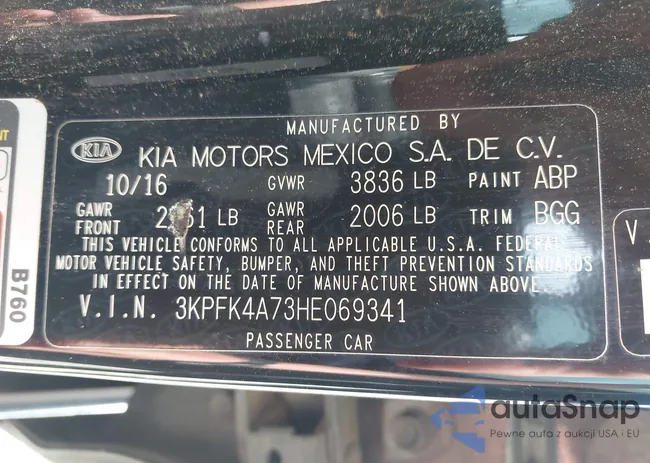 MANUFACTURED BY
KIA KIA MOTORS MEXICO S.A. DE C.V.
10/16 GVWR 3836 LB PAINT ABP
GAWR FRONT LB GAWR REAR 2006 LB TRIM BGG
THIS VEHICLE CONFORMS TO ALL APPLICABLE U.S.A. FEDERAL
MOTOR VEHICLE SAFETY, BUMPER, AND THEFT PREVENTION STANDARDS
IN EFFECT ON THE DATE OF MANUFACTURE SHOWN ABOVE.
V.I.N. 3KPFK4A73HE069341
PASSENGER CAR
B760
V
autaSnap
Pewne auta z aukcji USA i EU